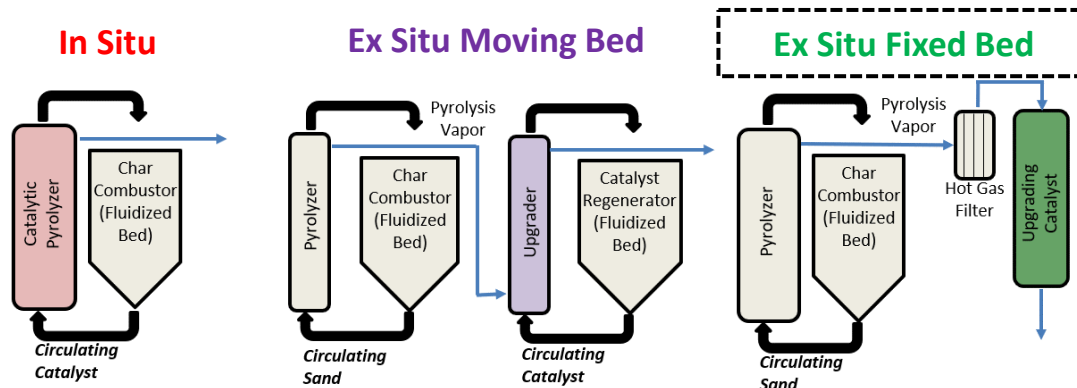 In Situ
Catalytic
Pyrolyzer
Char
Combustor
(Fluidized
Bed)
Circulating
Catalyst
Ex Situ Moving Bed
Pyrolyzer
Char
Combustor
(Fluidized
Bed)
Circulating
Sand
Pyrolysis
Vapor
Upgrader
Catalyst
Regenerator
(Fluidized
Bed)
Circulating
Catalyst
Ex Situ Fixed Bed
Pyrolyzer
Char
Combustor
(Fluidized
Bed)
Circulating
Sand
Pyrolysis
Vapor
Hot Gas
Filter
Upgrading
Catalyst